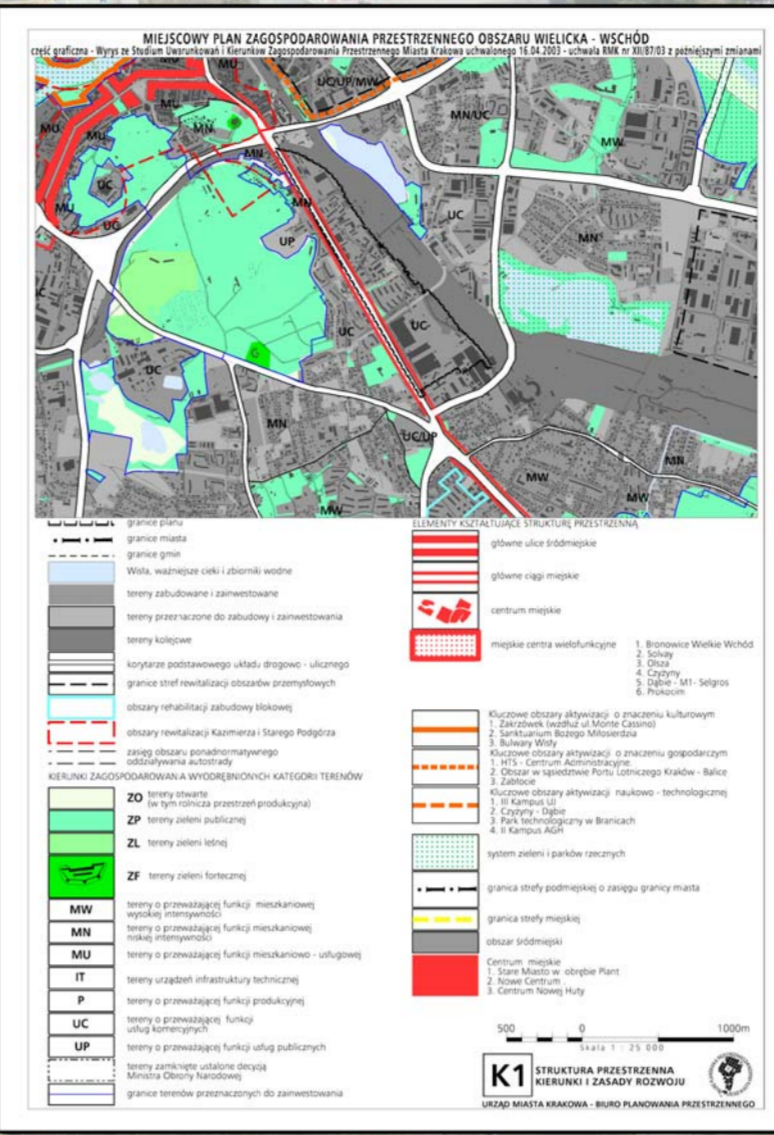 MIEJSCOWY PLAN ZAGOSPODAROWANIA PRZESTRZENNEGO OBSZARU WIELICKA - WSCHÓD
część graficzna - Wyrys ze Studium Uwarunkowań i Kierunków Zagospodarowania Przestrzennego Miasta Krakowa uchwalonego 16.04.2003 - uchwała RMK nr XII/87/03 z późniejszymi zmianami
MU
MU
UC/UP/MW
MU
MN/UC
MU
MU
MN
MW
MN
UC
MU
MN
UC
UC
UP
MN
C
UC
UC
UC
MN
UC/UP
MW
MN
MW
MW
granice planu
granice miasta
granice gmin
Wisła, ważniejsze cieki i zbiorniki wodne
tereny zabudowane i zainwestowane
tereny przeznaczone do zabudowy i zainwestowania
tereny kolejowe
korytarze podstawowego układu drogowo - ulicznego
granice stref rewitalizacji obszarów przemysłowych
obszary rehabilitacji zabudowy blokowej
obszary rewitalizacji Kazimierza i Starego Podgórza
zasięg obszaru ponadnormatywnego
oddziaływania autostrady
KIERUNKI ZAGOSPODAROWANIA WYODRĘBNIONYCH KATEGORII TERENÓW
ZO tereny otwarte
(w tym rolnicza przestrzeń produkcyjna)
ZP tereny zieleni publicznej
ZL tereny zieleni leśnej
ZF tereny zieleni fortecznej
MW tereny o przeważającej funkcji mieszkaniowej
wysokiej intensywności
MN tereny o przeważającej funkcji mieszkaniowej
niskiej intensywności
MU tereny o przeważającej funkcji mieszkaniowo - usługowej
IT tereny urządzeń infrastruktury technicznej
P tereny o przeważającej funkcji produkcyjnej
UC tereny o przeważającej funkcji
usług komercyjnych
UP tereny o przeważającej funkcji usług publicznych
tereny zamknięte ustalone decyzją
Ministra Obrony Narodowej
granice terenów przeznaczonych do zainwestowania
ELEMENTY KSZTAŁTUJĄCE STRUKTURĘ PRZESTRZENNĄ
główne ulice śródmiejskie
główne ciągi miejskie
centrum miejskie
miejskie centra wielofunkcyjne
1. Bronowice Wielkie Wchód
2. Solvay
3. Olsza
4. Czyżyny
5. Dąbie - M1- Selgros
6. Prokocim
Kluczowe obszary aktywizacji o znaczeniu kulturowym
1. Zakrzówek (wzdłuż ul.Monte Cassino)
2. Sanktuarium Bożego Miłosierdzia
3. Bulwary Wisły
Kluczowe obszary aktywizacji o znaczeniu gospodarczym
1. HTS - Centrum Administracyjne.
2. Obszar w sąsiedztwie Portu Lotniczego Kraków - Balice
3. Zabłocie
Kluczowe obszary aktywizacji naukowo - technologicznej
1. III Kampus UJ
2. Czyżyny - Dąbie
3. Park technologiczny w Branicach
4. II Kampus AGH
system zieleni i parków rzecznych
granica strefy podmiejskiej o zasięgu granicy miasta
granica strefy miejskiej
obszar śródmiejski
Centrum miejskie
1. Stare Miasto w obrębie Plant
2. Nowe Centrum .
3. Centrum Nowej Huty
500 0 1000m
Skala 1 : 25 000
K1 STRUKTURA PRZESTRZENNA
KIERUNKI I ZASADY ROZWOJU
URZĄD MIASTA KRAKOWA - BIURO PLANOWANIA PRZESTRZENNEGO